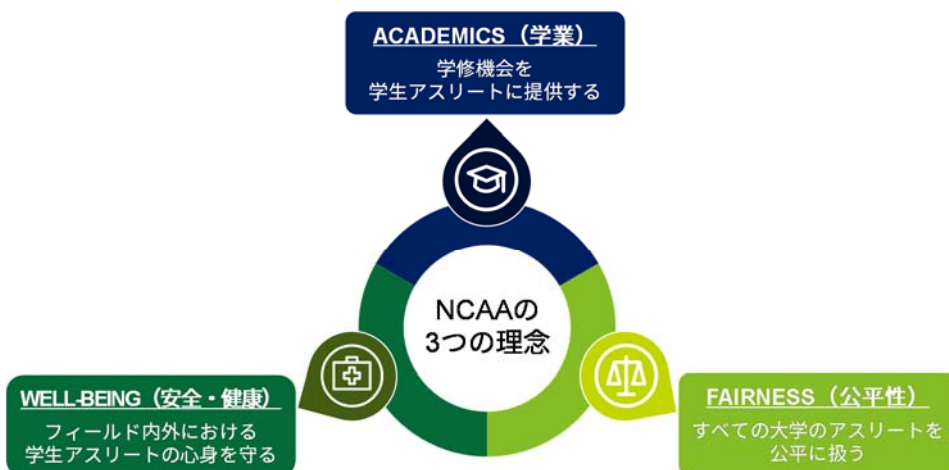 ACADEMICS（学業）
学修機会を
学生アスリートに提供する
NCAAの
3つの理念
WELL-BEING（安全・健康）
フィールド内外における
学生アスリートの心身を守る
FAIRNESS（公平性）
すべての大学のアスリートを
公平に扱う